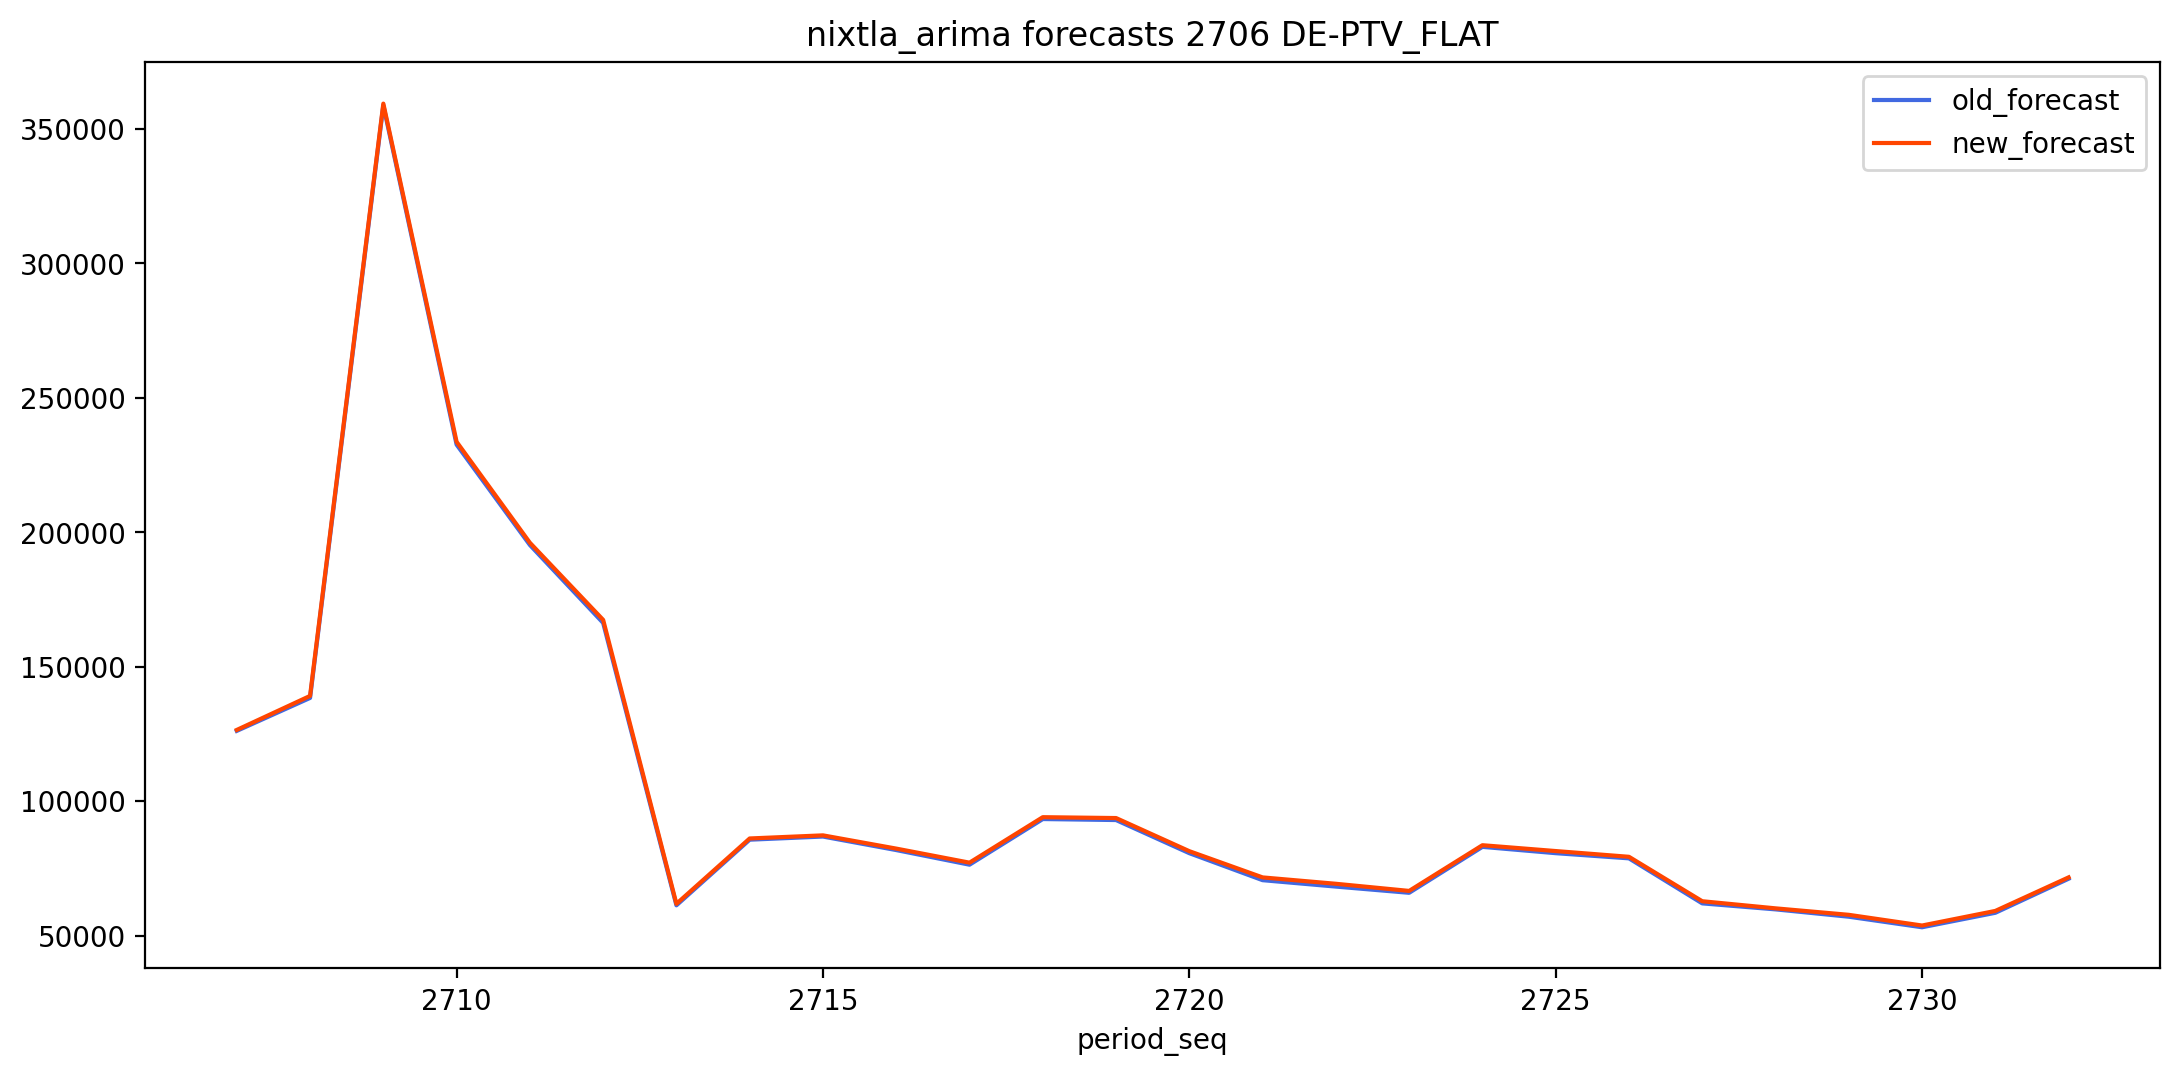 nixtla_arima forecasts 2706 DE-PTV_FLAT
old_forecast
new_forecast
350000
300000
250000
200000
150000
100000
50000
2710 2715 2720 2725 2730
period_seq